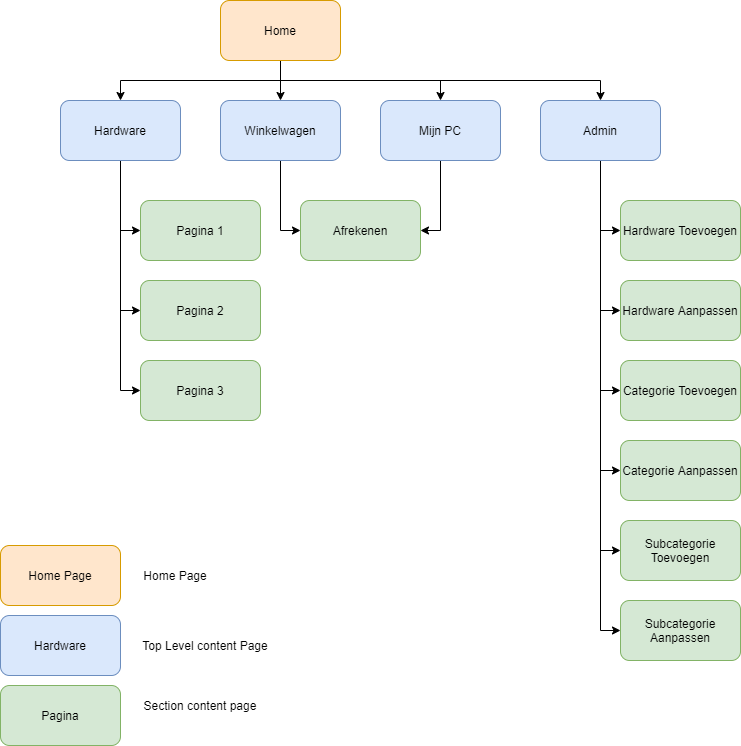 Home
Hardware
Winkelwagen
Mijn PC
Admin
Pagina 1
Afrekenen
Hardware Toevoegen
Pagina 2
Hardware Aanpassen
Pagina 3
Categorie Toevoegen
Categorie Aanpassen
Subcategorie
Toevoegen
Subcategorie
Aanpassen
Home Page
Home Page
Hardware
Top Level content Page
Pagina
Section content page